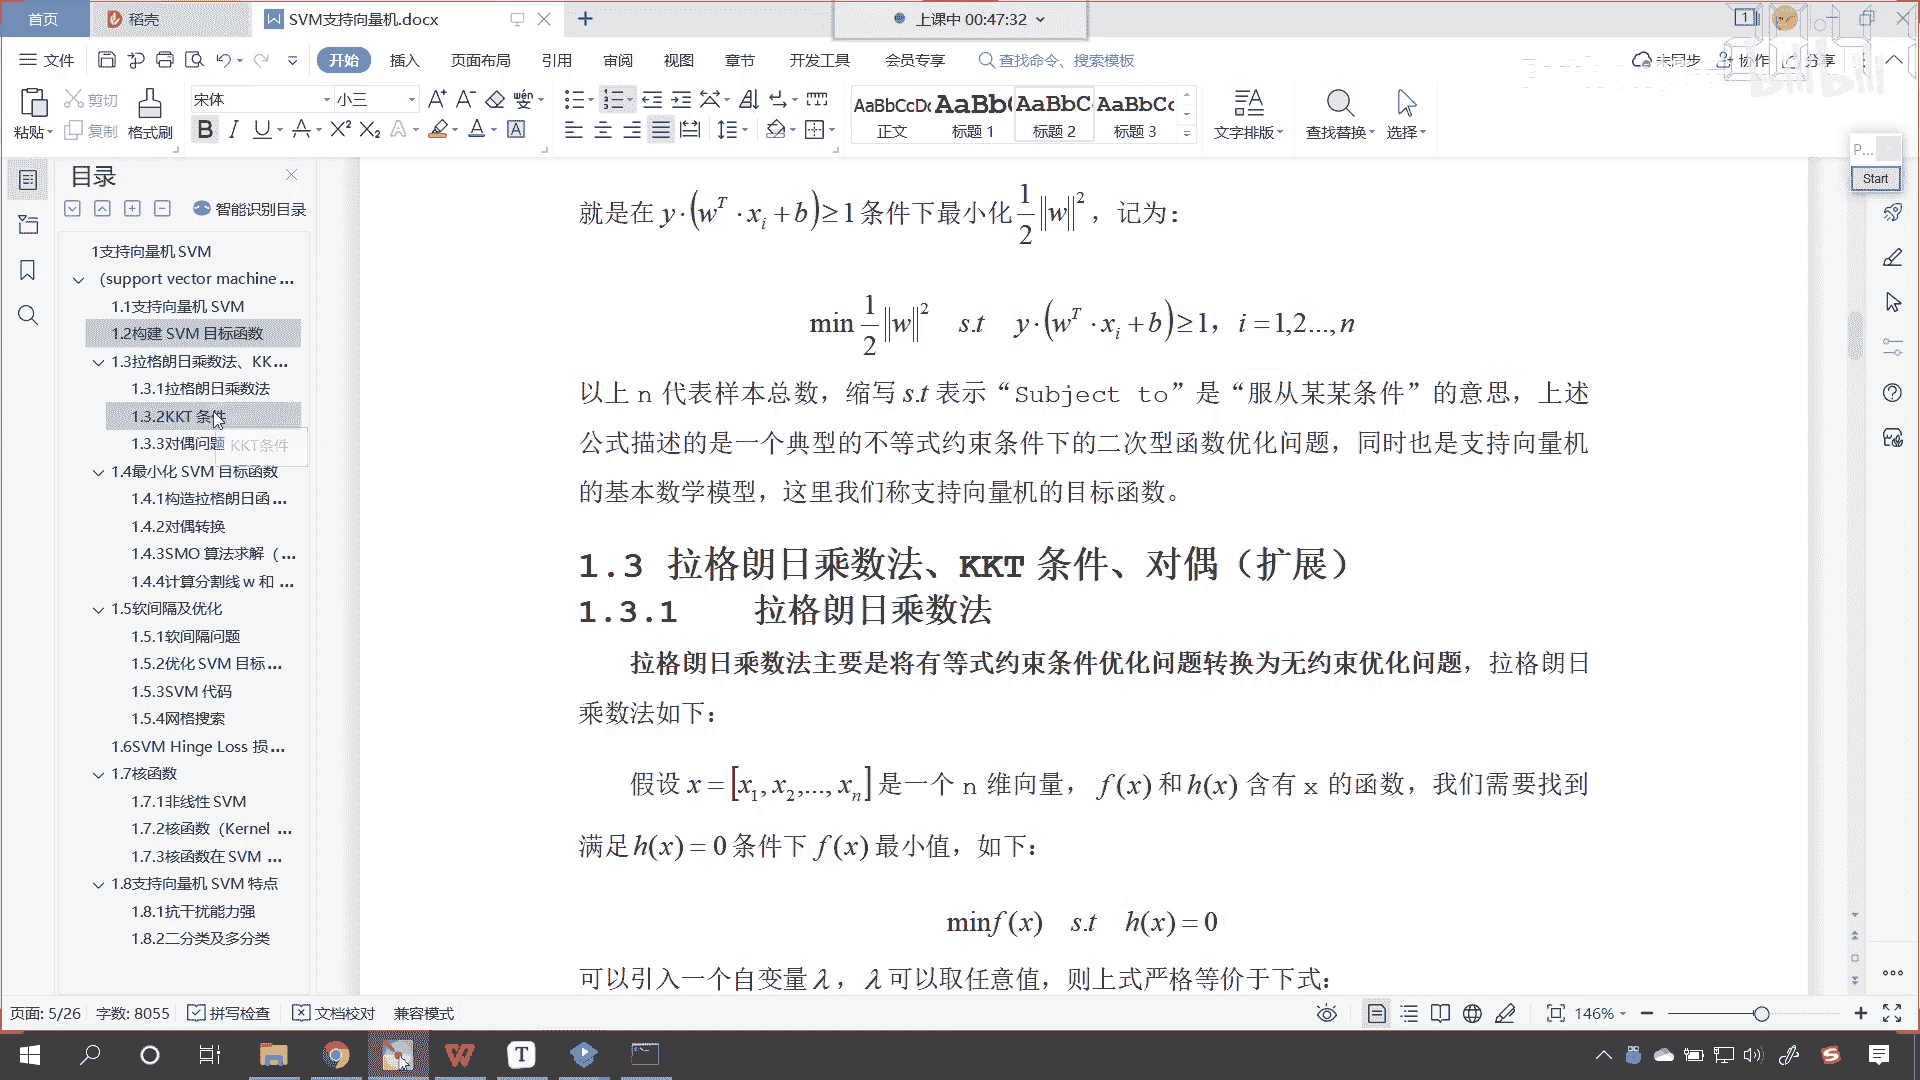 首页 稻壳 SVM支持向量机.docx 上课中 00:47:32
文件 开始 插入 页面布局 引用 审阅 视图 章节 开发工具 会员专享 查找命令、搜索模板 未同步 协作 分享
粘贴 剪切 复制 格式刷 宋体 小三
AaBbCcDc 正文 AaBb( 标题 1 AaBbC 标题 2 AaBbCc 标题 3 文字排版 查找替换 选择
P... Start
目录
智能识别目录
1支持向量机 SVM
(support vector machine ...
1.1支持向量机 SVM
1.2构建 SVM 目标函数
1.3拉格朗日乘数法、KK...
1.3.1拉格朗日乘数法
1.3.2KKT 条件
1.3.3对偶问题
KKT条件
1.4最小化 SVM 目标函数
1.4.1构造拉格朗日函 ...
1.4.2对偶转换
1.4.3SMO 算法求解（ ...
1.4.4计算分割线 w 和 ...
1.5软间隔及优化
1.5.1软间隔问题
1.5.2优化 SVM 目标 ...
1.5.3SVM 代码
1.5.4网格搜索
1.6SVM Hinge Loss 损...
1.7核函数
1.7.1非线性 SVM
1.7.2核函数（Kernel ...
1.7.3核函数在 SVM ...
1.8支持向量机 SVM 特点
1.8.1抗干扰能力强
1.8.2二分类及多分类
就是在 y·(w^T·x_i+b)≥1 条件下最小化 1/2‖w‖²，记为：
min 1/2‖w‖² s.t y·(w^T·x_i+b)≥1，i=1,2...,n
以上 n 代表样本总数，缩写 s.t 表示“Subject to”是“服从某某条件”的意思，上述
公式描述的是一个典型的不等式约束条件下的二次型函数优化问题，同时也是支持向量机
的基本数学模型，这里我们称支持向量机的目标函数。
1.3 拉格朗日乘数法、KKT 条件、对偶（扩展）
1.3.1 拉格朗日乘数法
拉格朗日乘数法主要是将有等式约束条件优化问题转换为无约束优化问题，拉格朗日
乘数法如下：
假设 x=[x_1,x_2,...,x_n] 是一个 n 维向量，f(x) 和 h(x) 含有 x 的函数，我们需要找到
满足 h(x)=0 条件下 f(x) 最小值，如下：
min f(x) s.t h(x)=0
可以引入一个自变量 λ，λ 可以取任意值，则上式严格等价于下式：
页面: 5/26 字数: 8055 拼写检查 文档校对 兼容模式 146%